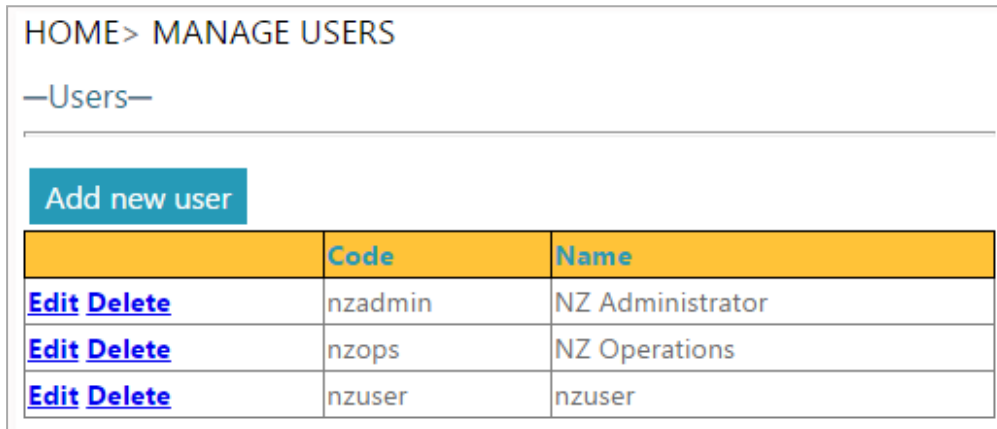 HOME> MANAGE USERS
—Users—
Add new user
Code Name
Edit Delete nzadmin NZ Administrator
Edit Delete nzops NZ Operations
Edit Delete nzuser nzuser